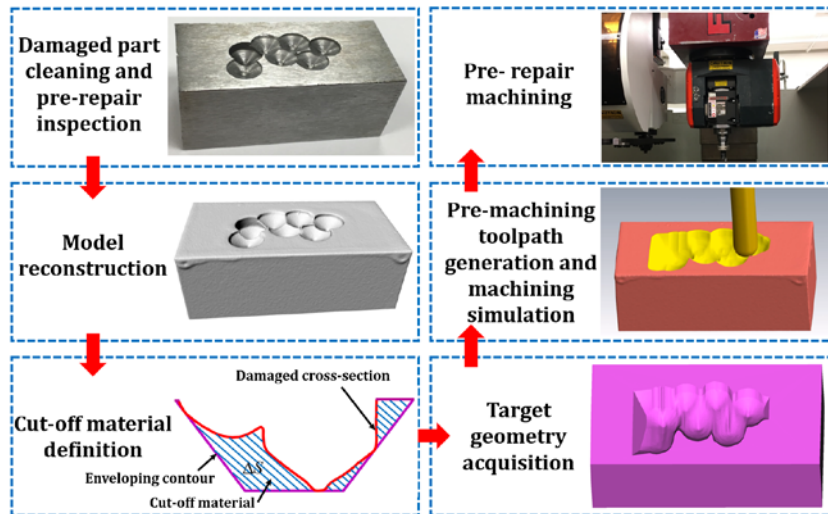 Damaged part
cleaning and
pre-repair
inspection
Model
reconstruction
Cut-off material
definition
Damaged cross-section
Enveloping contour
ΔS
Cut-off material
Target
geometry
acquisition
Pre-machining
toolpath
generation and
machining
simulation
Pre- repair
machining